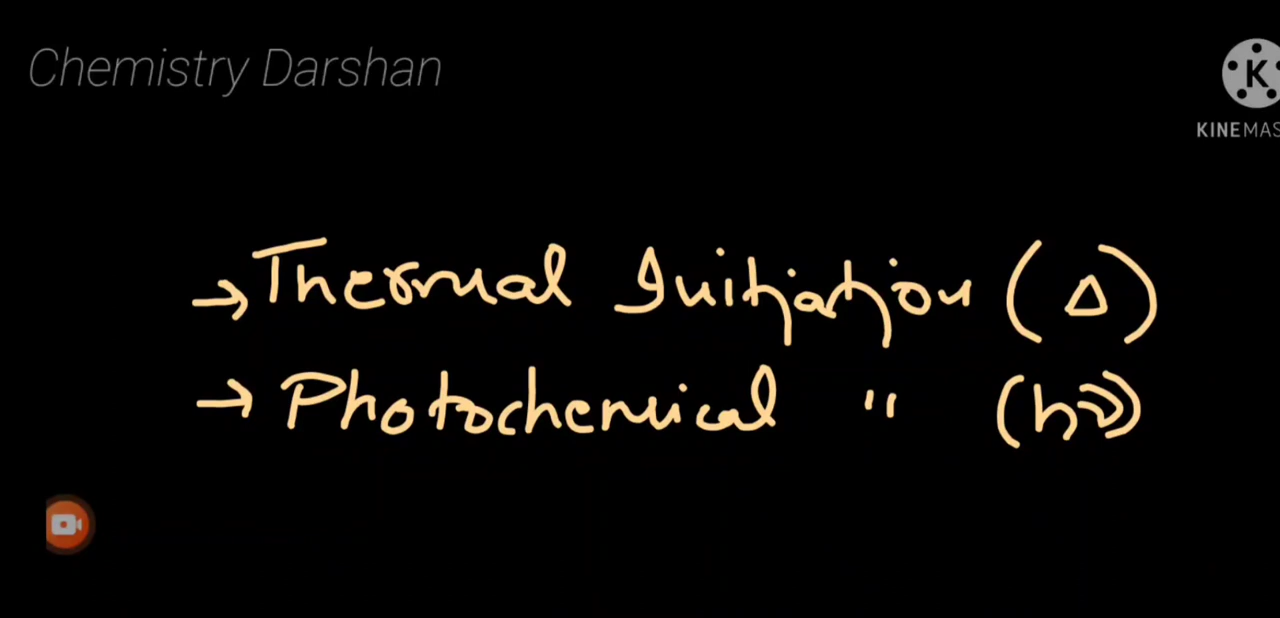 Chemistry Darshan
K
KINEMAS
→ Thermal Initiation (Δ)
→ Photochemical " (hν)